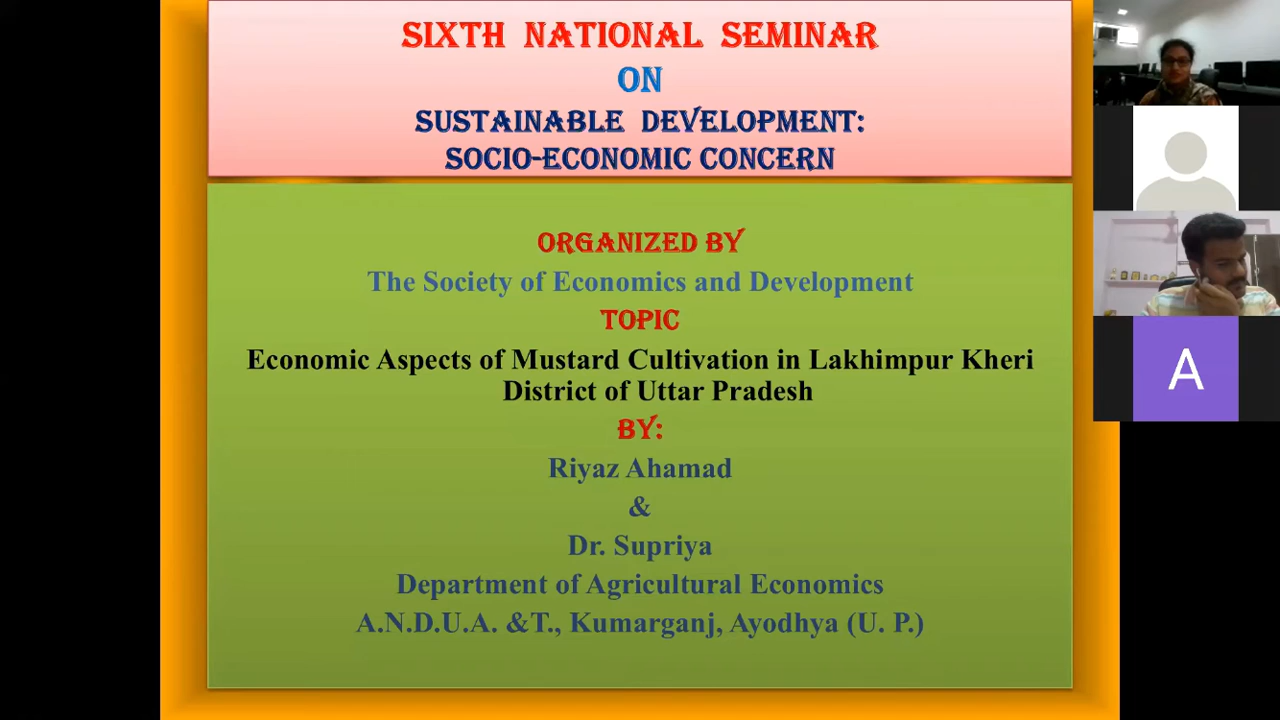 SIXTH NATIONAL SEMINAR
ON
SUSTAINABLE DEVELOPMENT:
SOCIO-ECONOMIC CONCERN
ORGANIZED BY
The Society of Economics and Development
TOPIC
Economic Aspects of Mustard Cultivation in Lakhimpur Kheri
District of Uttar Pradesh
BY:
Riyaz Ahamad
&
Dr. Supriya
Department of Agricultural Economics
A.N.D.U.A. &T., Kumarganj, Ayodhya (U. P.)
A